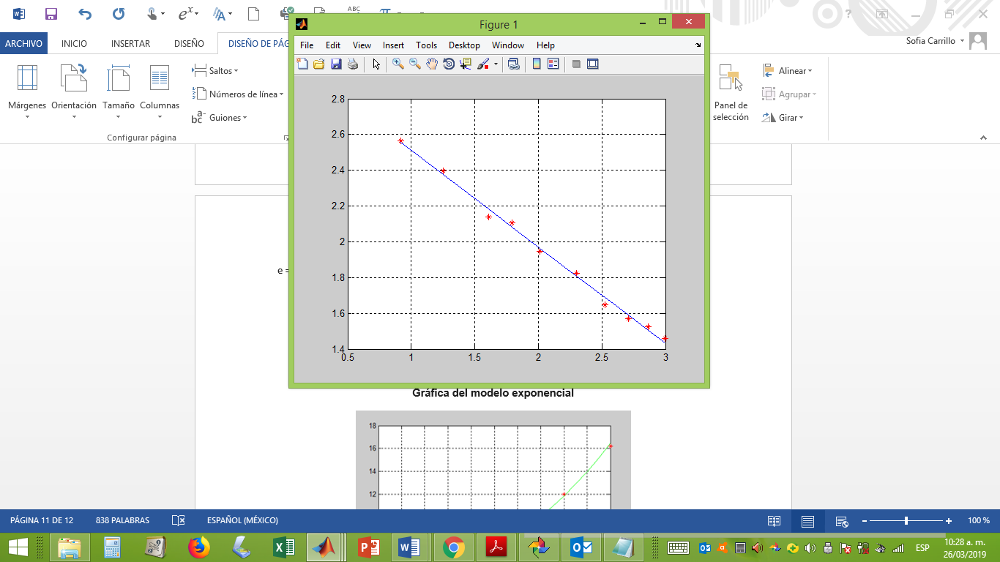 Figure 1
ABC
Sofia Carrillo
ARCHIVO INICIO INSERTAR DISEÑO DISEÑO DE PÁG
File Edit View Insert Tools Desktop Window Help
Márgenes Orientación Tamaño Columnas
Saltos
Números de línea
Guiones
Configurar página
Panel de
selección
Alinear
Agrupar
Girar
2.8
2.6
2.4
2.2
2
1.8
1.6
1.4
0.5 1 1.5 2 2.5 3
e =
Gráfica del modelo exponencial
18
16
14
12
PÁGINA 11 DE 12 838 PALABRAS ESPAÑOL (MÉXICO) 100 %
ESP
10:28 a. m.
26/03/2019